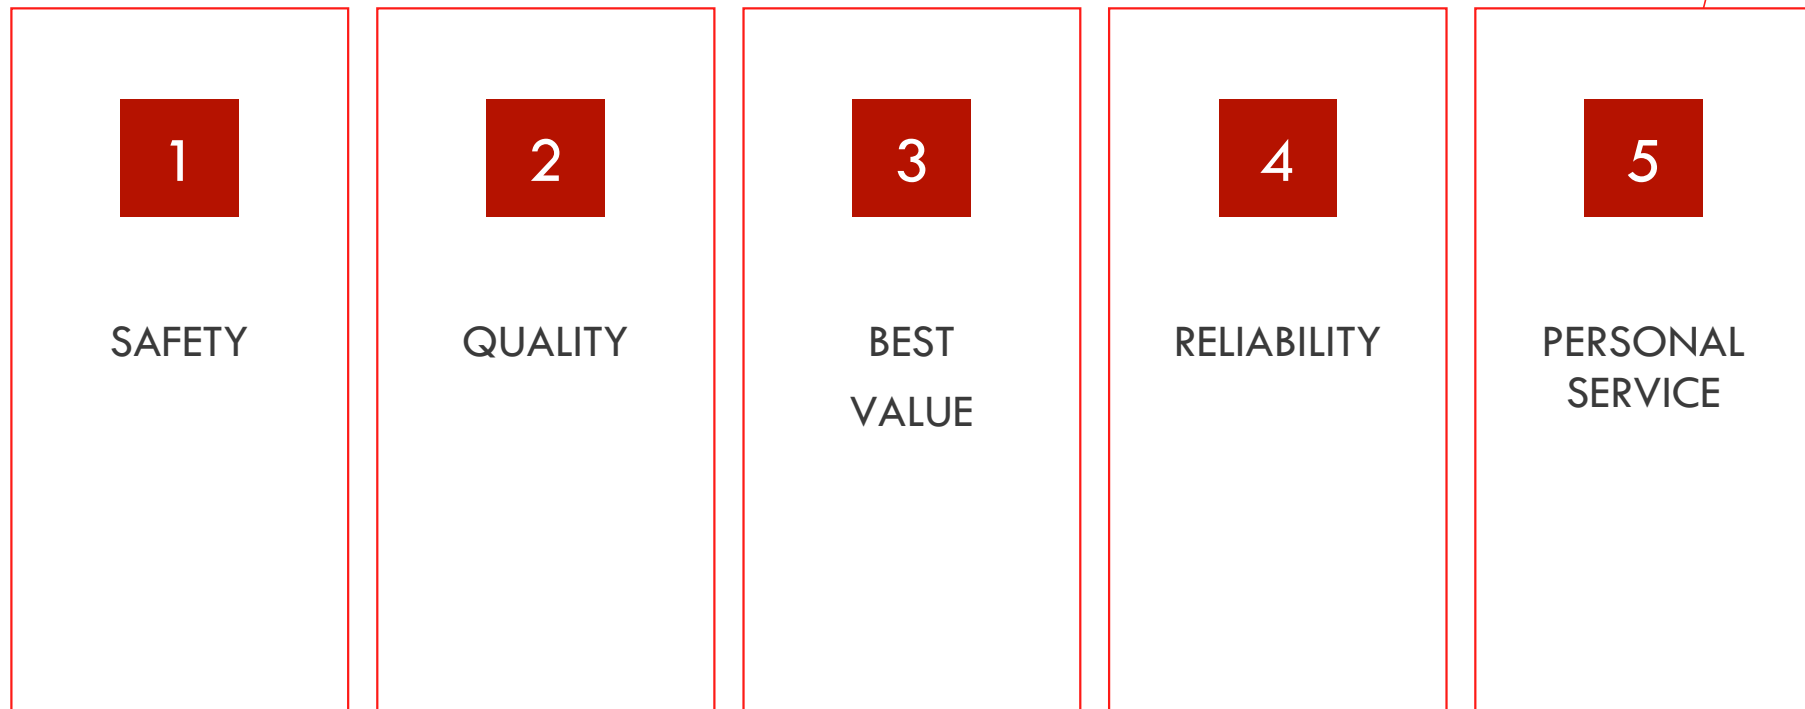 1
SAFETY
2
QUALITY
3
BEST
VALUE
4
RELIABILITY
5
PERSONAL
SERVICE